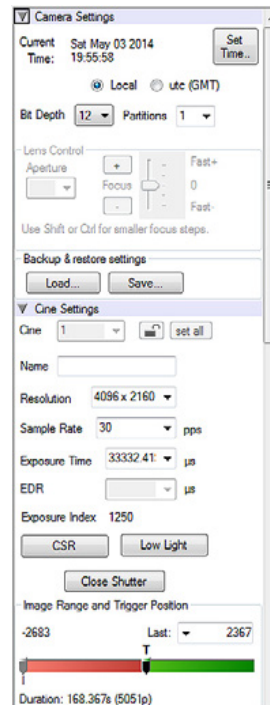 Camera Settings
Current Time: Sat May 03 2014 19:55:58
Set Time..
Local utc (GMT)
Bit Depth 12 Partitions 1
Lens Control
Aperture
+
Focus
-
Fast+
0
Fast-
Use Shift or Ctrl for smaller focus steps.
Backup & restore settings
Load... Save...
Cine Settings
Cine 1 set all
Name
Resolution 4096 x 2160
Sample Rate 30 pps
Exposure Time 33332.41: µs
EDR µs
Exposure Index 1250
CSR Low Light
Close Shutter
Image Range and Trigger Position
-2683 Last: 2367
T
I
Duration: 168.367s (5051p)